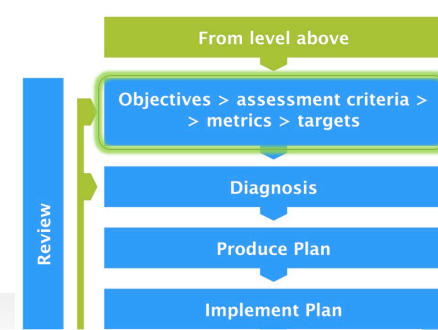 From level above
Objectives > assessment criteria >
> metrics > targets
Diagnosis
Produce Plan
Implement Plan
Review